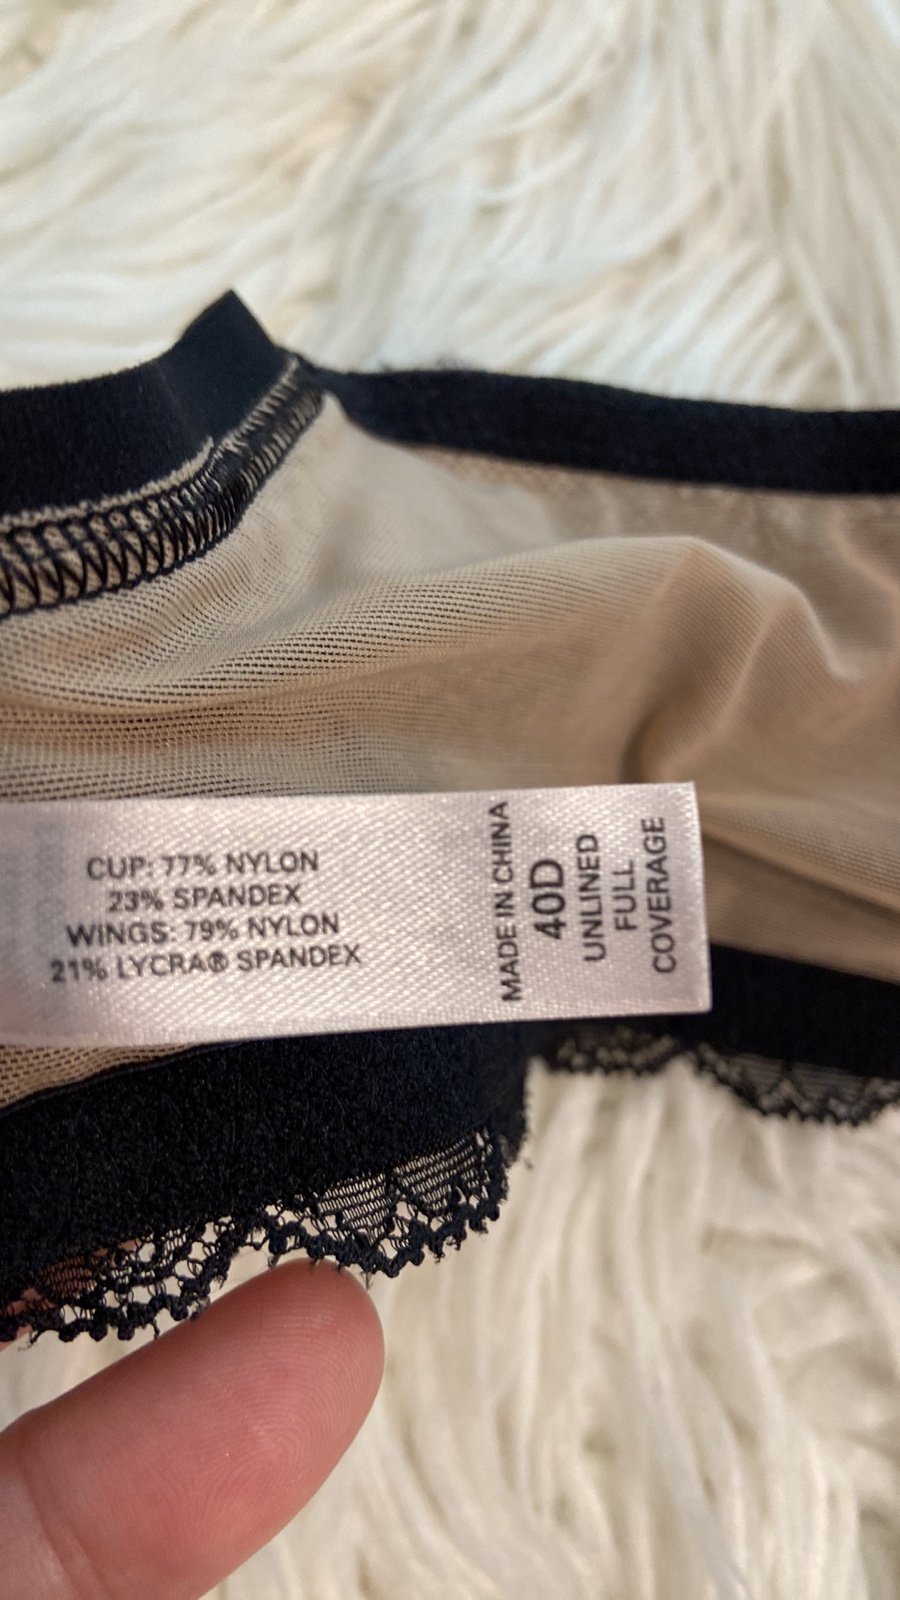 CUP: 77% NYLON
23% SPANDEX
WINGS: 79% NYLON
21% LYCRA® SPANDEX
MADE IN CHINA
40D
UNLINED
FULL
COVERAGE